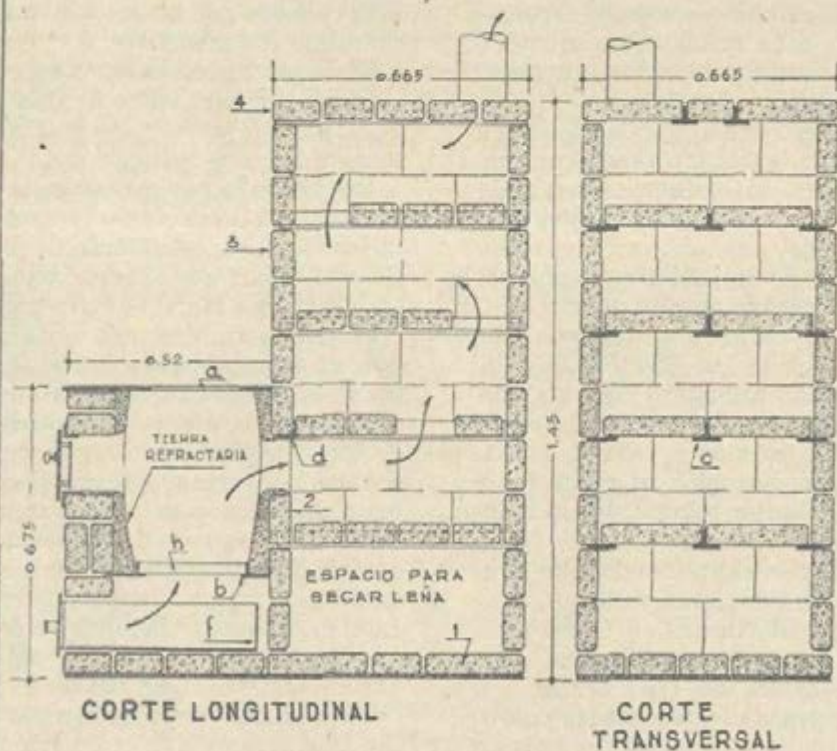 0.665
0.665
4
3
0.52
a
TIERRA
REFRACTARIA
d
1.45
c
2
0.675
h
b
ESPACIO PARA
SECAR LEÑA
f
1
CORTE LONGITUDINAL
CORTE
TRANSVERSAL